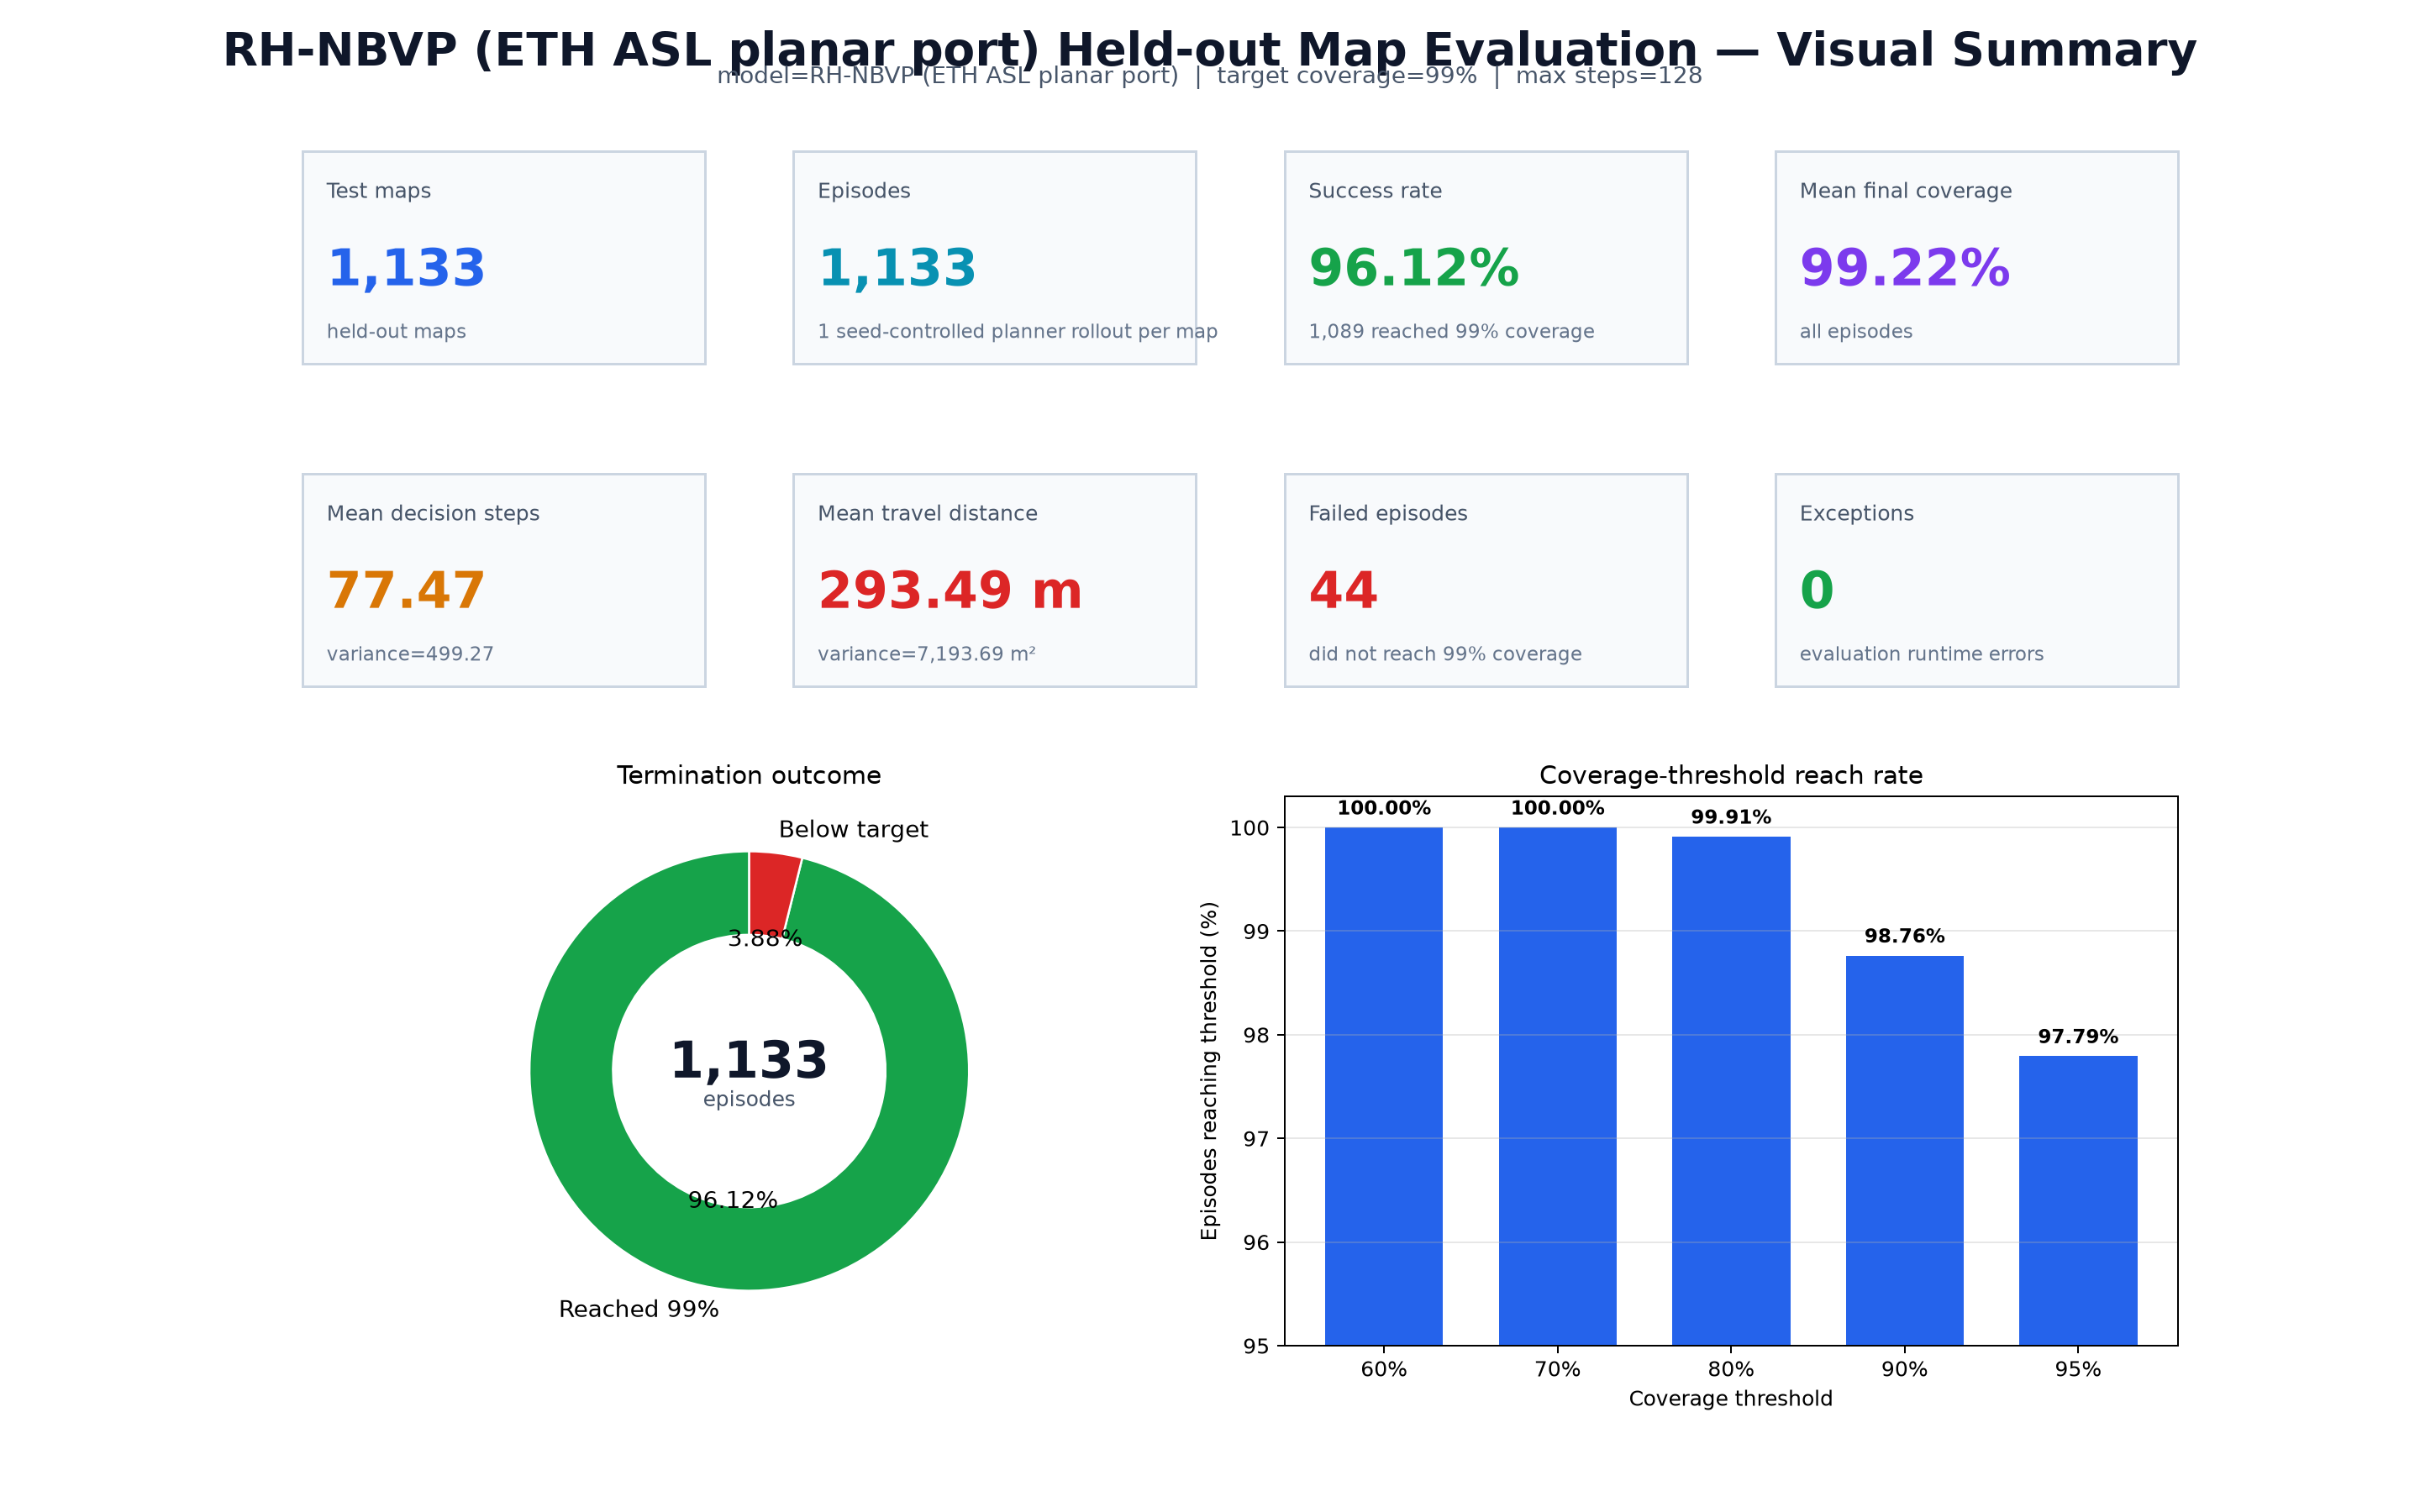 RH-NBVP (ETH ASL planar port) Held-out Map Evaluation — Visual Summary
model=RH-NBVP (ETH ASL planar port) | target coverage=99% | max steps=128
Test maps
1,133
held-out maps
Episodes
1,133
1 seed-controlled planner rollout per map
Success rate
96.12%
1,089 reached 99% coverage
Mean final coverage
99.22%
all episodes
Mean decision steps
77.47
variance=499.27
Mean travel distance
293.49 m
variance=7,193.69 m²
Failed episodes
44
did not reach 99% coverage
Exceptions
0
evaluation runtime errors
Termination outcome
Below target
3.88%
1,133
episodes
96.12%
Reached 99%
Coverage-threshold reach rate
Episodes reaching threshold (%)
100
99
98
97
96
95
100.00%
100.00%
99.91%
98.76%
97.79%
60%
70%
80%
90%
95%
Coverage threshold